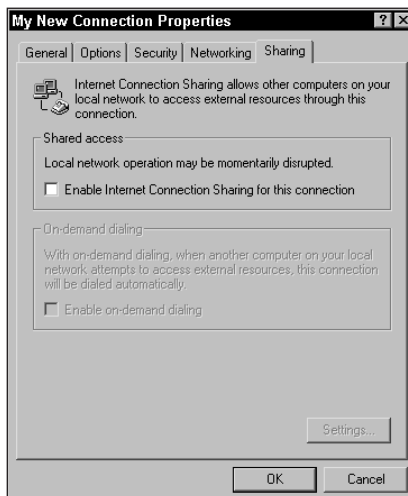 My New Connection Properties
General Options Security Networking Sharing
Internet Connection Sharing allows other computers on your
local network to access external resources through this
connection.
Shared access
Local network operation may be momentarily disrupted.
Enable Internet Connection Sharing for this connection
On-demand dialing
With on-demand dialing, when another computer on your local
network attempts to access external resources, this connection
will be dialed automatically.
Enable on-demand dialing
Settings...
OK Cancel